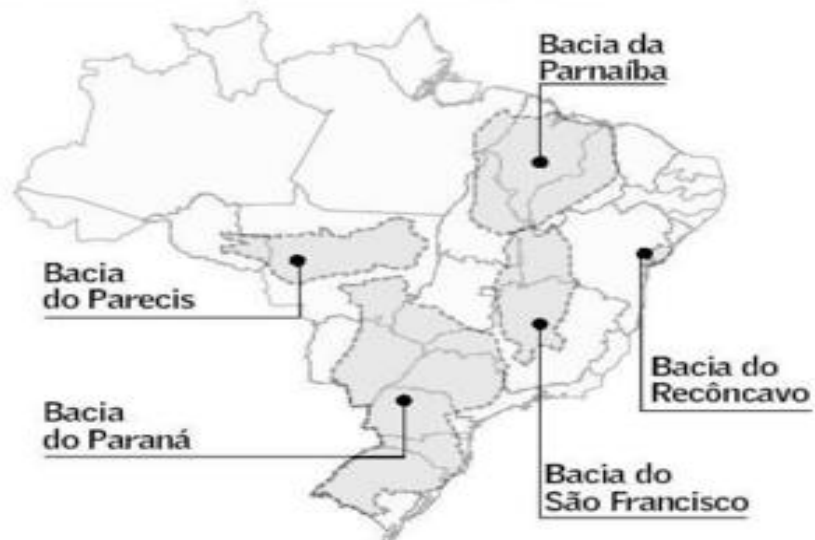 Bacia da
Parnaíba
Bacia
do Parecis
Bacia do
Recôncavo
Bacia
do Paraná
Bacia do
São Francisco